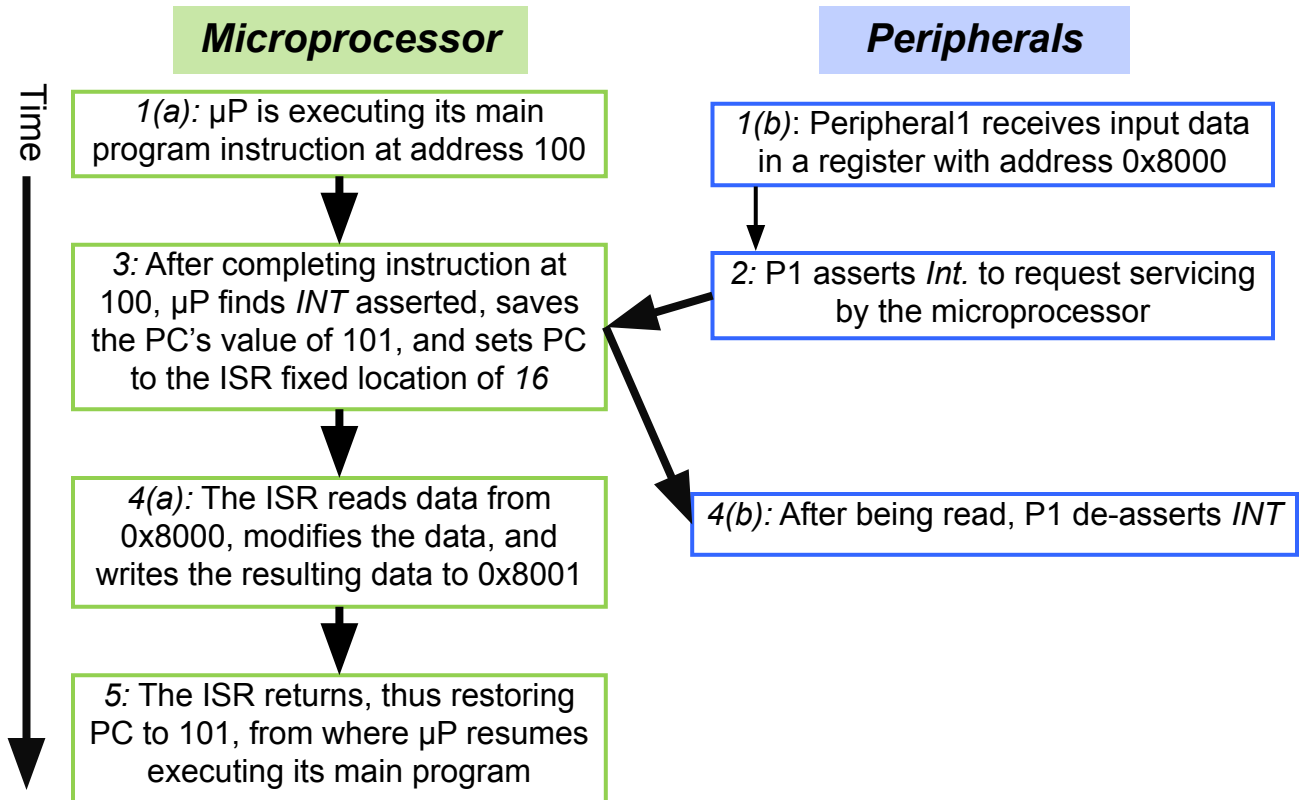 Microprocessor
Peripherals
Time
1(a): µP is executing its main
program instruction at address 100
1(b): Peripheral1 receives input data
in a register with address 0x8000
3: After completing instruction at
100, µP finds INT asserted, saves
the PC’s value of 101, and sets PC
to the ISR fixed location of 16
2: P1 asserts Int. to request servicing
by the microprocessor
4(a): The ISR reads data from
0x8000, modifies the data, and
writes the resulting data to 0x8001
4(b): After being read, P1 de-asserts INT
5: The ISR returns, thus restoring
PC to 101, from where µP resumes
executing its main program